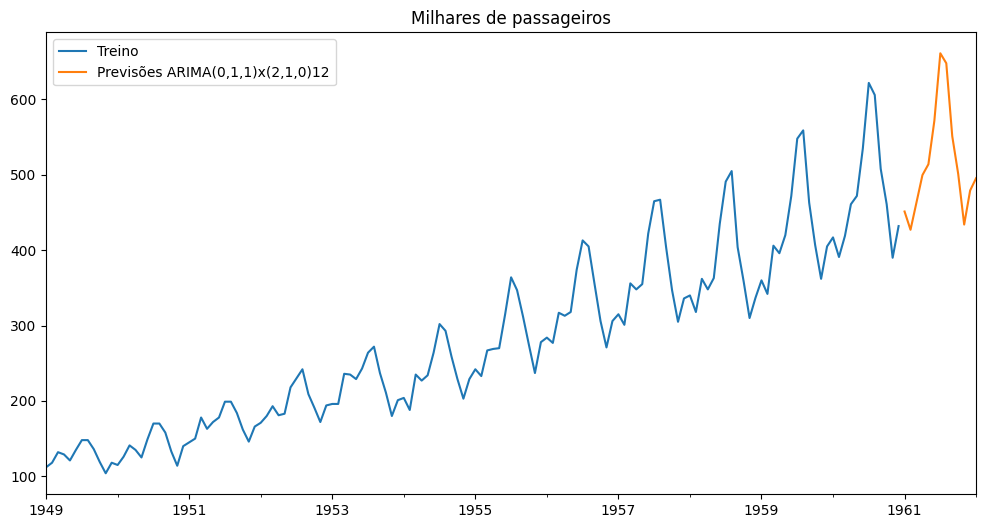 Milhares de passageiros
Treino
Previsões ARIMA(0,1,1)x(2,1,0)12
600
500
400
300
200
100
1949 1951 1953 1955 1957 1959 1961